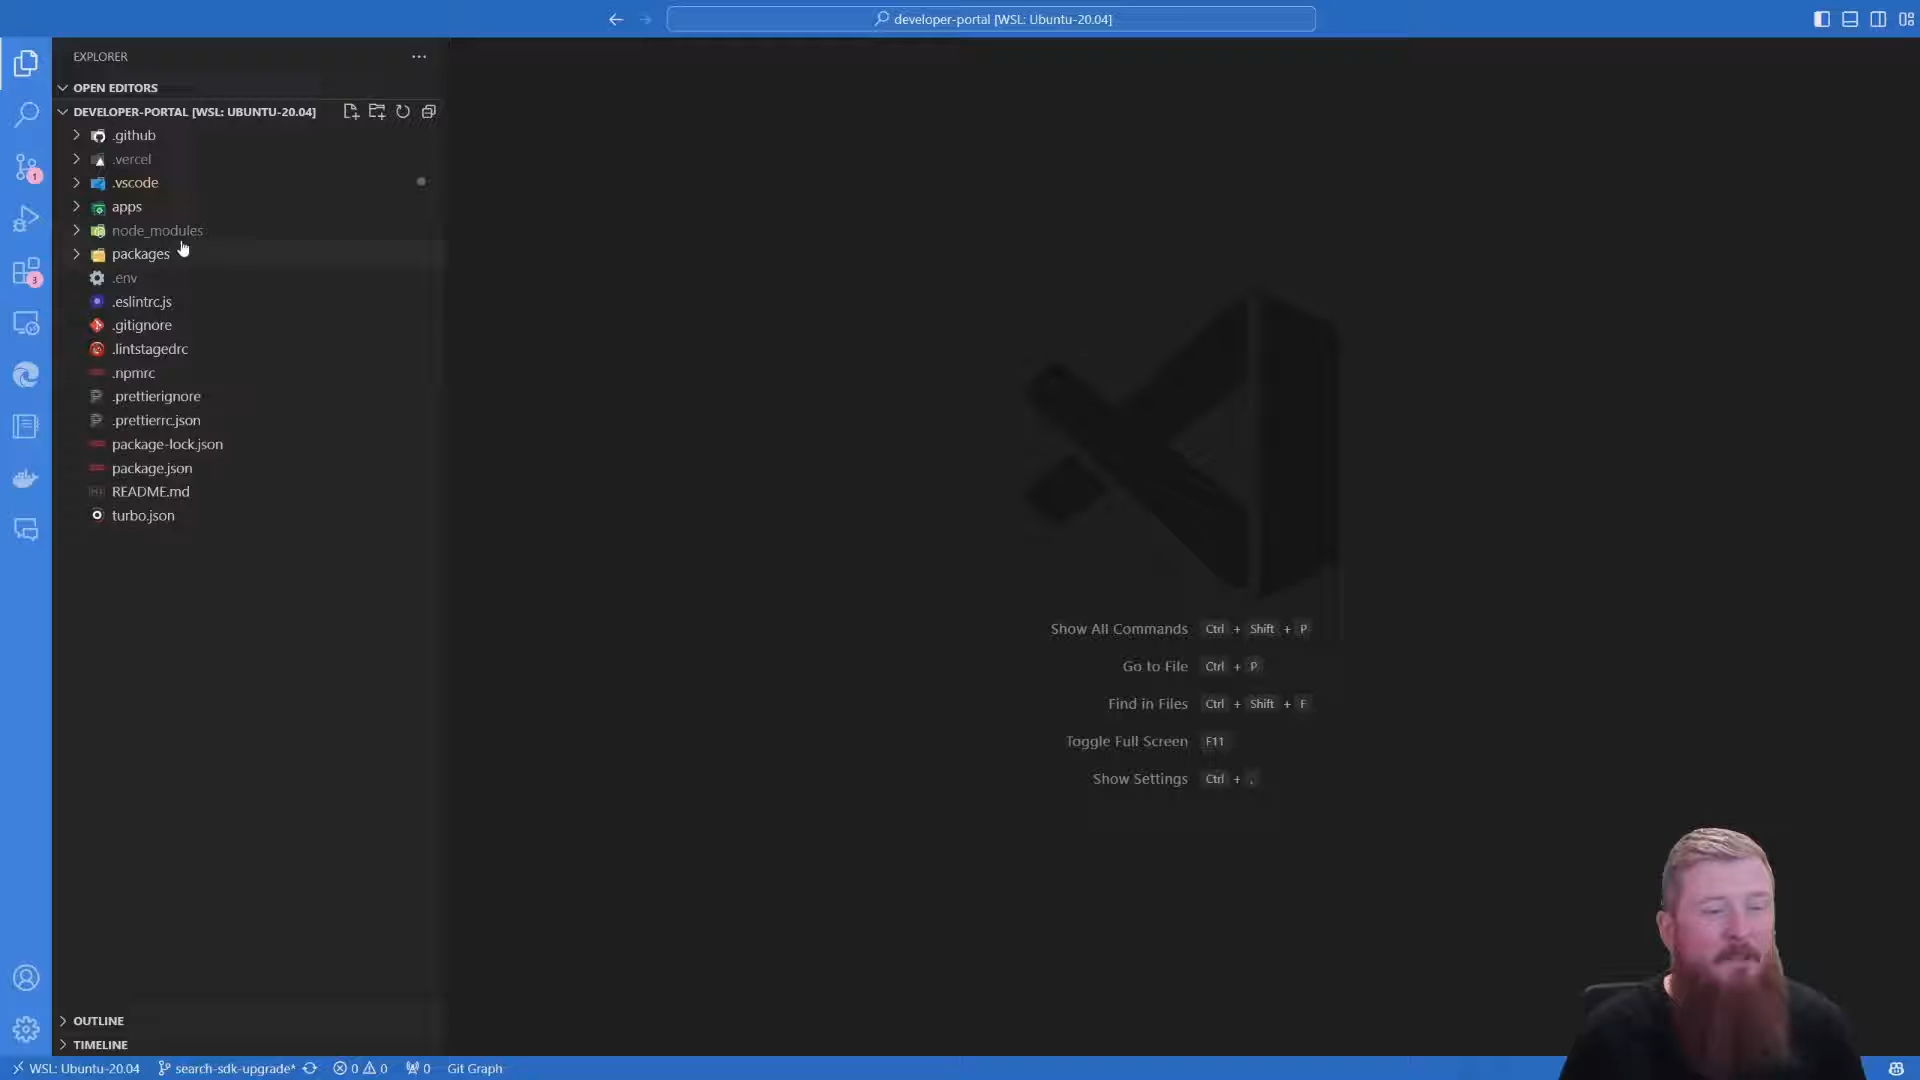 developer-portal [WSL: Ubuntu-20.04]
EXPLORER
OPEN EDITORS
DEVELOPER-PORTAL [WSL: UBUNTU-20.04]
.github
.vercel
.vscode
apps
node_modules
packages
.env
.eslintrc.js
.gitignore
.lintstagedrc
.npmrc
.prettierignore
.prettierrc.json
package-lock.json
package.json
README.md
turbo.json
1
3
Show All Commands Ctrl + Shift + P
Go to File Ctrl + P
Find in Files Ctrl + Shift + F
Toggle Full Screen F11
Show Settings Ctrl + ,
OUTLINE
TIMELINE
WSL: Ubuntu-20.04 search-sdk-upgrade* 0 0 0 Git Graph